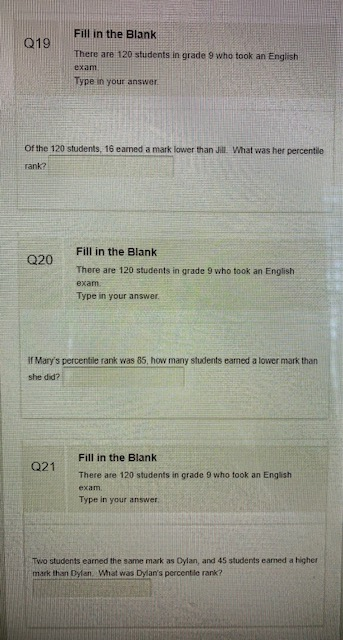 Q19
Fill in the Blank
There are 120 students in grade 9 who took an English
exam.
Type in your answer.
Of the 120 students, 16 earned a mark lower than Jill. What was her percentile
rank?
Q20
Fill in the Blank
There are 120 students in grade 9 who took an English
exam.
Type in your answer.
If Mary's percentile rank was 85, how many students earned a lower mark than
she did?
Q21
Fill in the Blank
There are 120 students in grade 9 who took an English
exam.
Type in your answer.
Two students earned the same mark as Dylan, and 45 students earned a higher
mark than Dylan. What was Dylan's percentile rank?